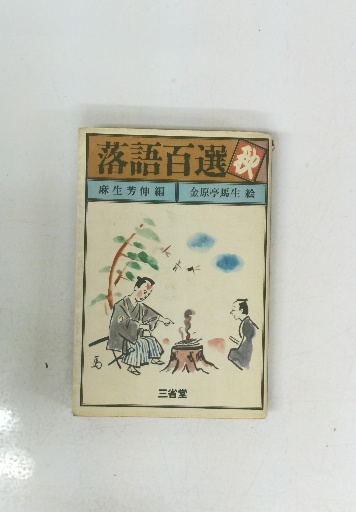 落語百選 秋
麻生芳伸編 金原亭馬生絵
馬
三省堂